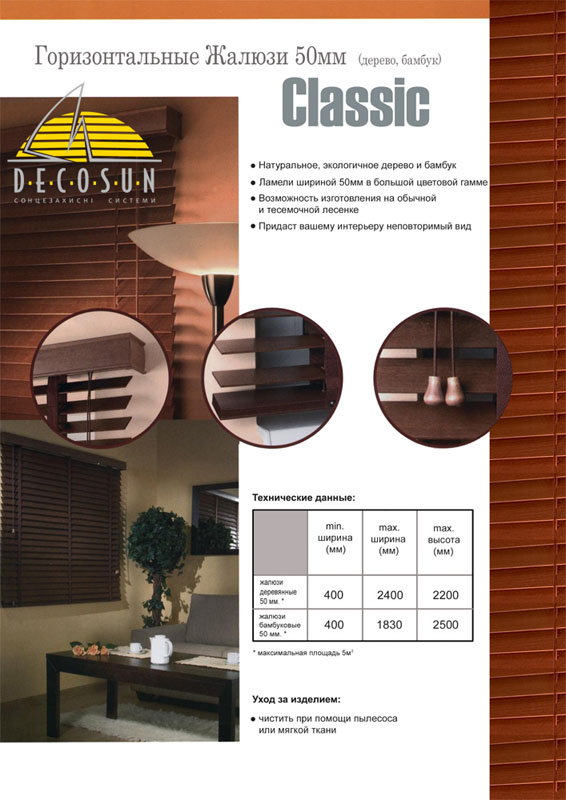 Горизонтальные Жалюзи 50мм (дерево, бамбук)
Classic
D·E·C·O·S·U·N
СОНЦЕЗАХИСНІ СИСТЕМИ
• Натуральное, экологичное дерево и бамбук
• Ламели шириной 50мм в большой цветовой гамме
• Возможность изготовления на обычной
и тесемочной лесенке
• Придаст вашему интерьеру неповторимый вид
Технические данные:
min. ширина (мм) max. ширина (мм) max. высота (мм)
жалюзи деревянные 50 мм. * 400 2400 2200
жалюзи бамбуковые 50 мм. * 400 1830 2500
* максимальная площадь 5м²
Уход за изделием:
• чистить при помощи пылесоса
или мягкой ткани